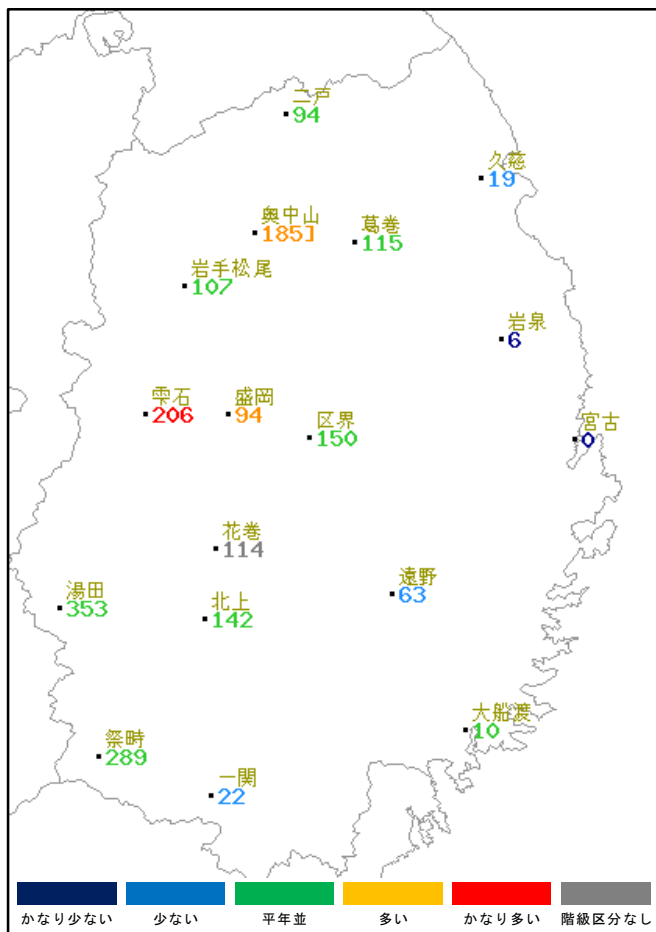 二戸
94
久慈
19
奥中山
185]
葛巻
115
岩手松尾
107
岩泉
6
雫石
206
盛岡
94
区界
150
宮古
0
花巻
114
湯田
353
北上
142
遠野
63
大船渡
10
祭畤
289
一関
22
かなり少ない
少ない
平年並
多い
かなり多い
階級区分なし